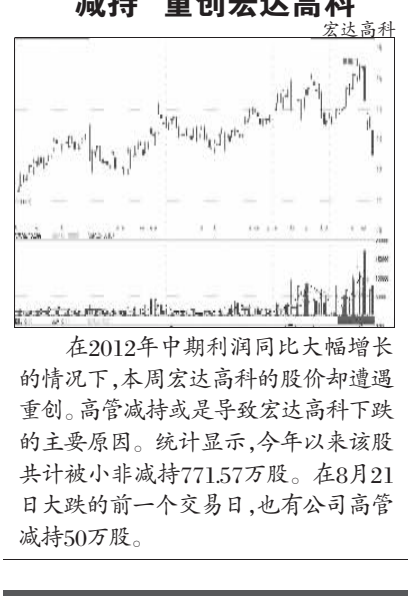 减持 重创宏达高科
宏达高科
在2012年中期利润同比大幅增长
的情况下,本周宏达高科的股价却遭遇
重创。高管减持或是导致宏达高科下跌
的主要原因。统计显示,今年以来该股
共计被小非减持771.57万股。在8月21
日大跌的前一个交易日,也有公司高管
减持50万股。